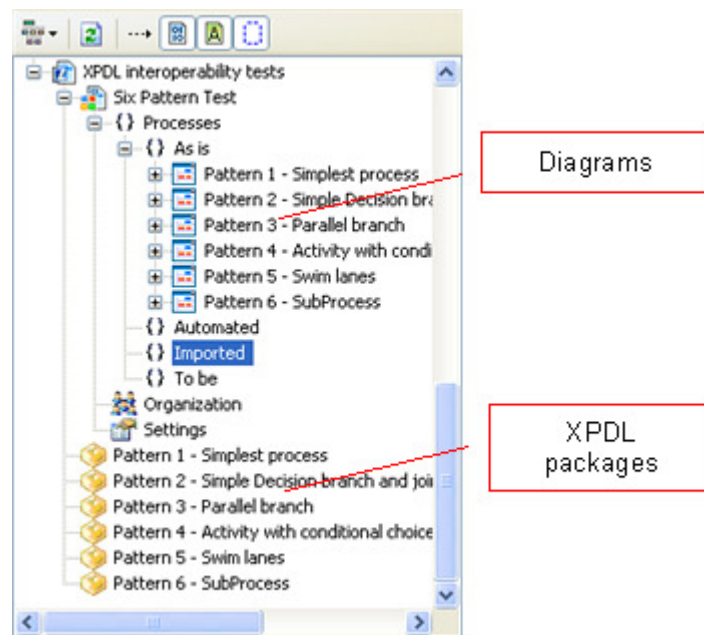 XPDL interoperability tests
Six Pattern Test
{} Processes
{} As is
Pattern 1 - Simplest process
Pattern 2 - Simple Decision bra
Pattern 3 - Parallel branch
Pattern 4 - Activity with condi
Pattern 5 - Swim lanes
Pattern 6 - SubProcess
{} Automated
{} Imported
{} To be
Organization
Settings
Pattern 1 - Simplest process
Pattern 2 - Simple Decision branch and joi
Pattern 3 - Parallel branch
Pattern 4 - Activity with conditional choice
Pattern 5 - Swim lanes
Pattern 6 - SubProcess
Diagrams
XPDL
packages